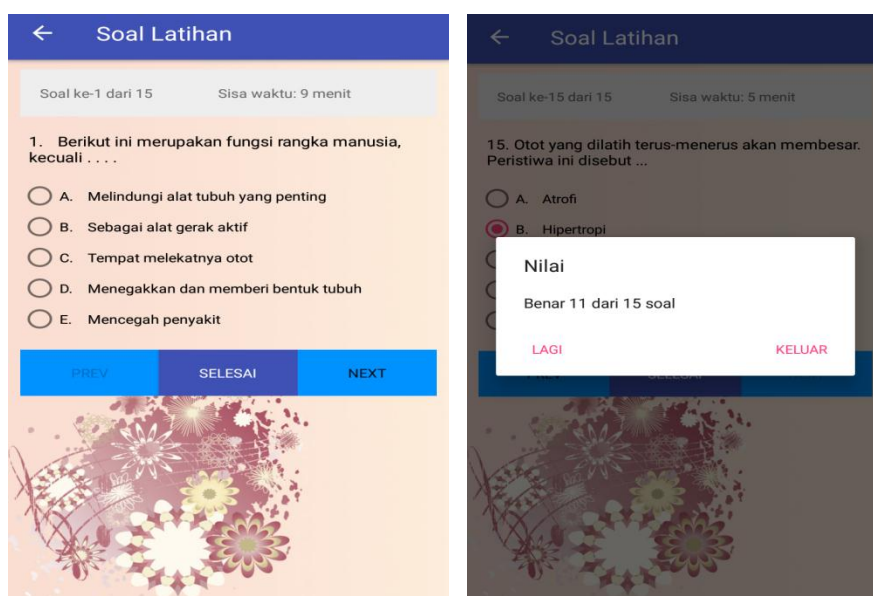 Soal Latihan
Soal ke-1 dari 15 Sisa waktu: 9 menit
1. Berikut ini merupakan fungsi rangka manusia,
kecuali . . . .
A. Melindungi alat tubuh yang penting
B. Sebagai alat gerak aktif
C. Tempat melekatnya otot
D. Menegakkan dan memberi bentuk tubuh
E. Mencegah penyakit
PREV SELESAI NEXT
Soal Latihan
Soal ke-15 dari 15 Sisa waktu: 5 menit
15. Otot yang dilatih terus-menerus akan membesar.
Peristiwa ini disebut ...
A. Atrofi
B. Hipertropi
Nilai
Benar 11 dari 15 soal
LAGI KELUAR